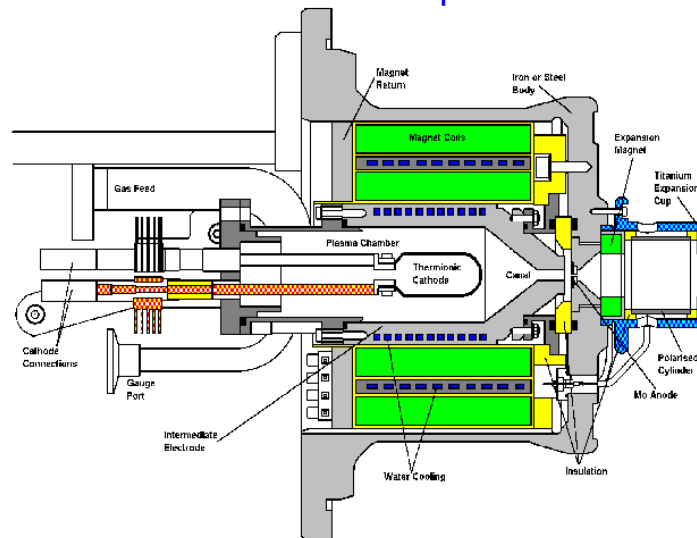 Magnet
Return
Iron or Steel
Body
Magnet Coils
Expansion
Magnet
Titanium
Expansion
Cup
Gas Feed
Plasma Chamber
Thermionic
Cathode
Canal
Cathode
Connections
Gauge
Port
Polarised
Cylinder
Mo Anode
Intermediate
Electrode
Water Cooling
Insulation